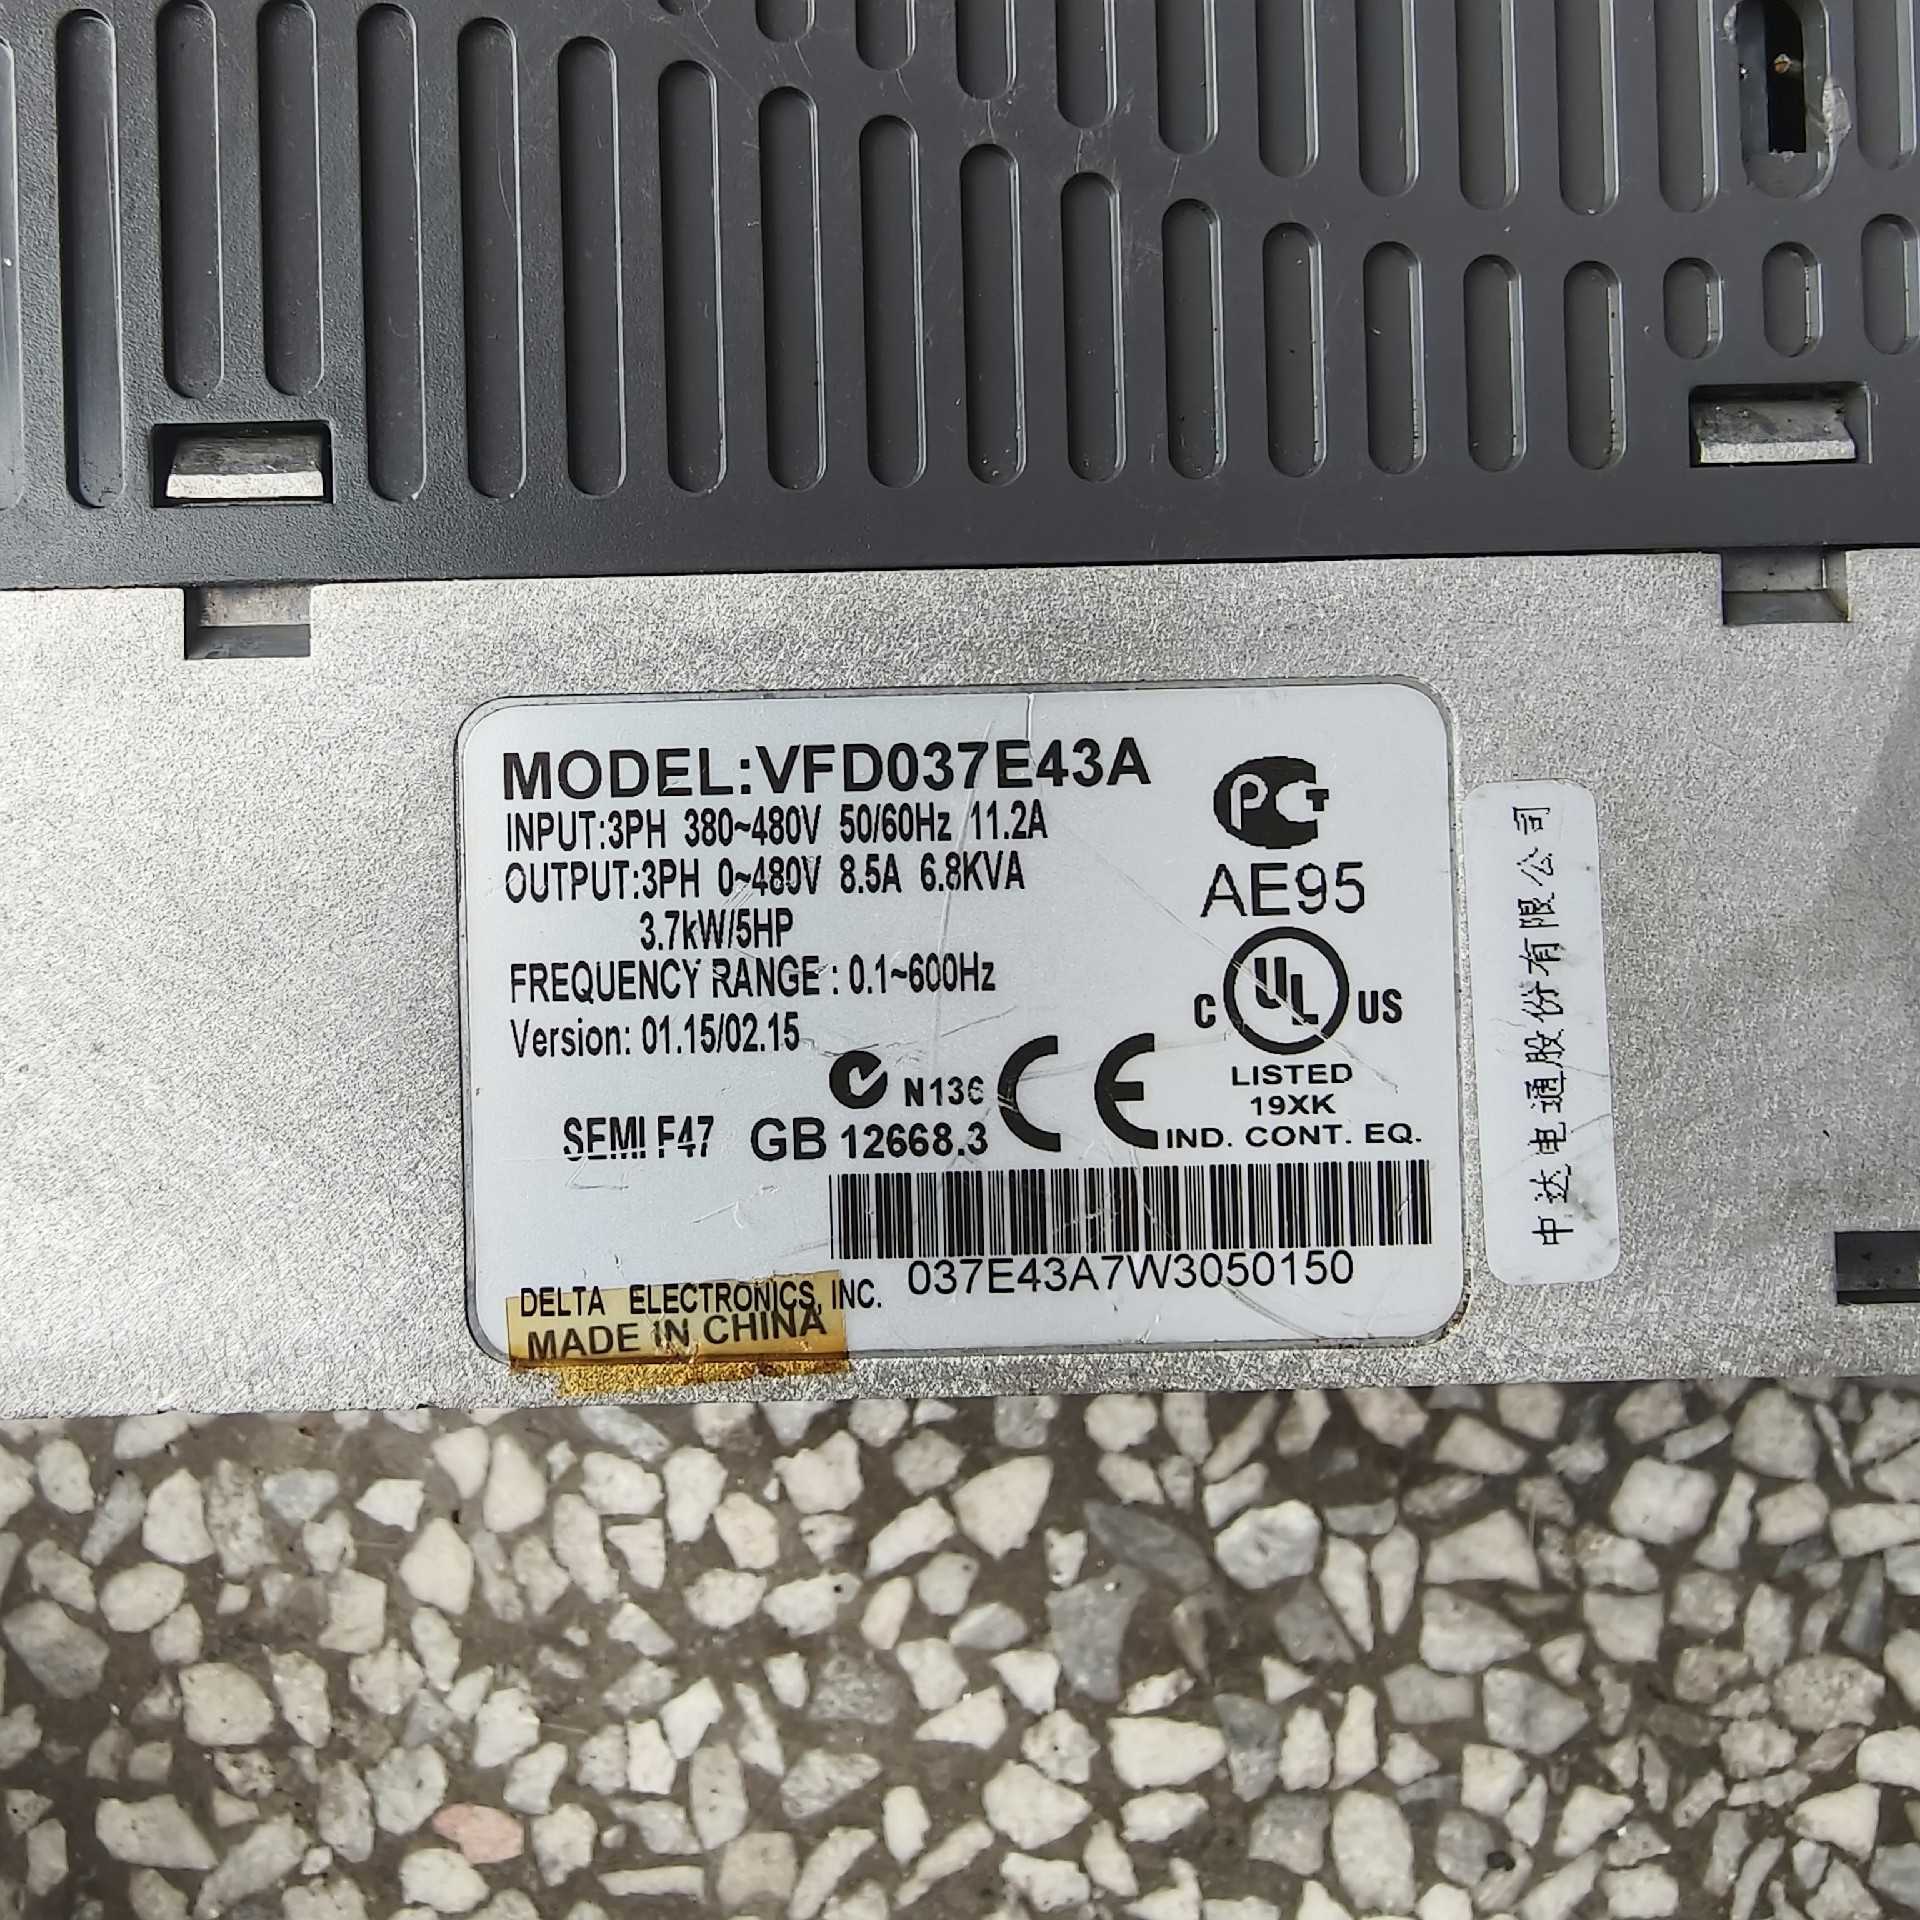 MODEL:VFD037E43A
INPUT:3PH 380~480V 50/60Hz 11.2A
OUTPUT:3PH 0~480V 8.5A 6.8KVA
3.7kW/5HP
FREQUENCY RANGE : 0.1~600Hz
Version: 01.15/02.15
PCT
AE95
C UL US
LISTED
19XK
IND. CONT. EQ.
N136
CE
SEMI F47 GB 12668.3
037E43A7W3050150
DELTA ELECTRONICS, INC.
MADE IN CHINA
中达电通股份有限公司